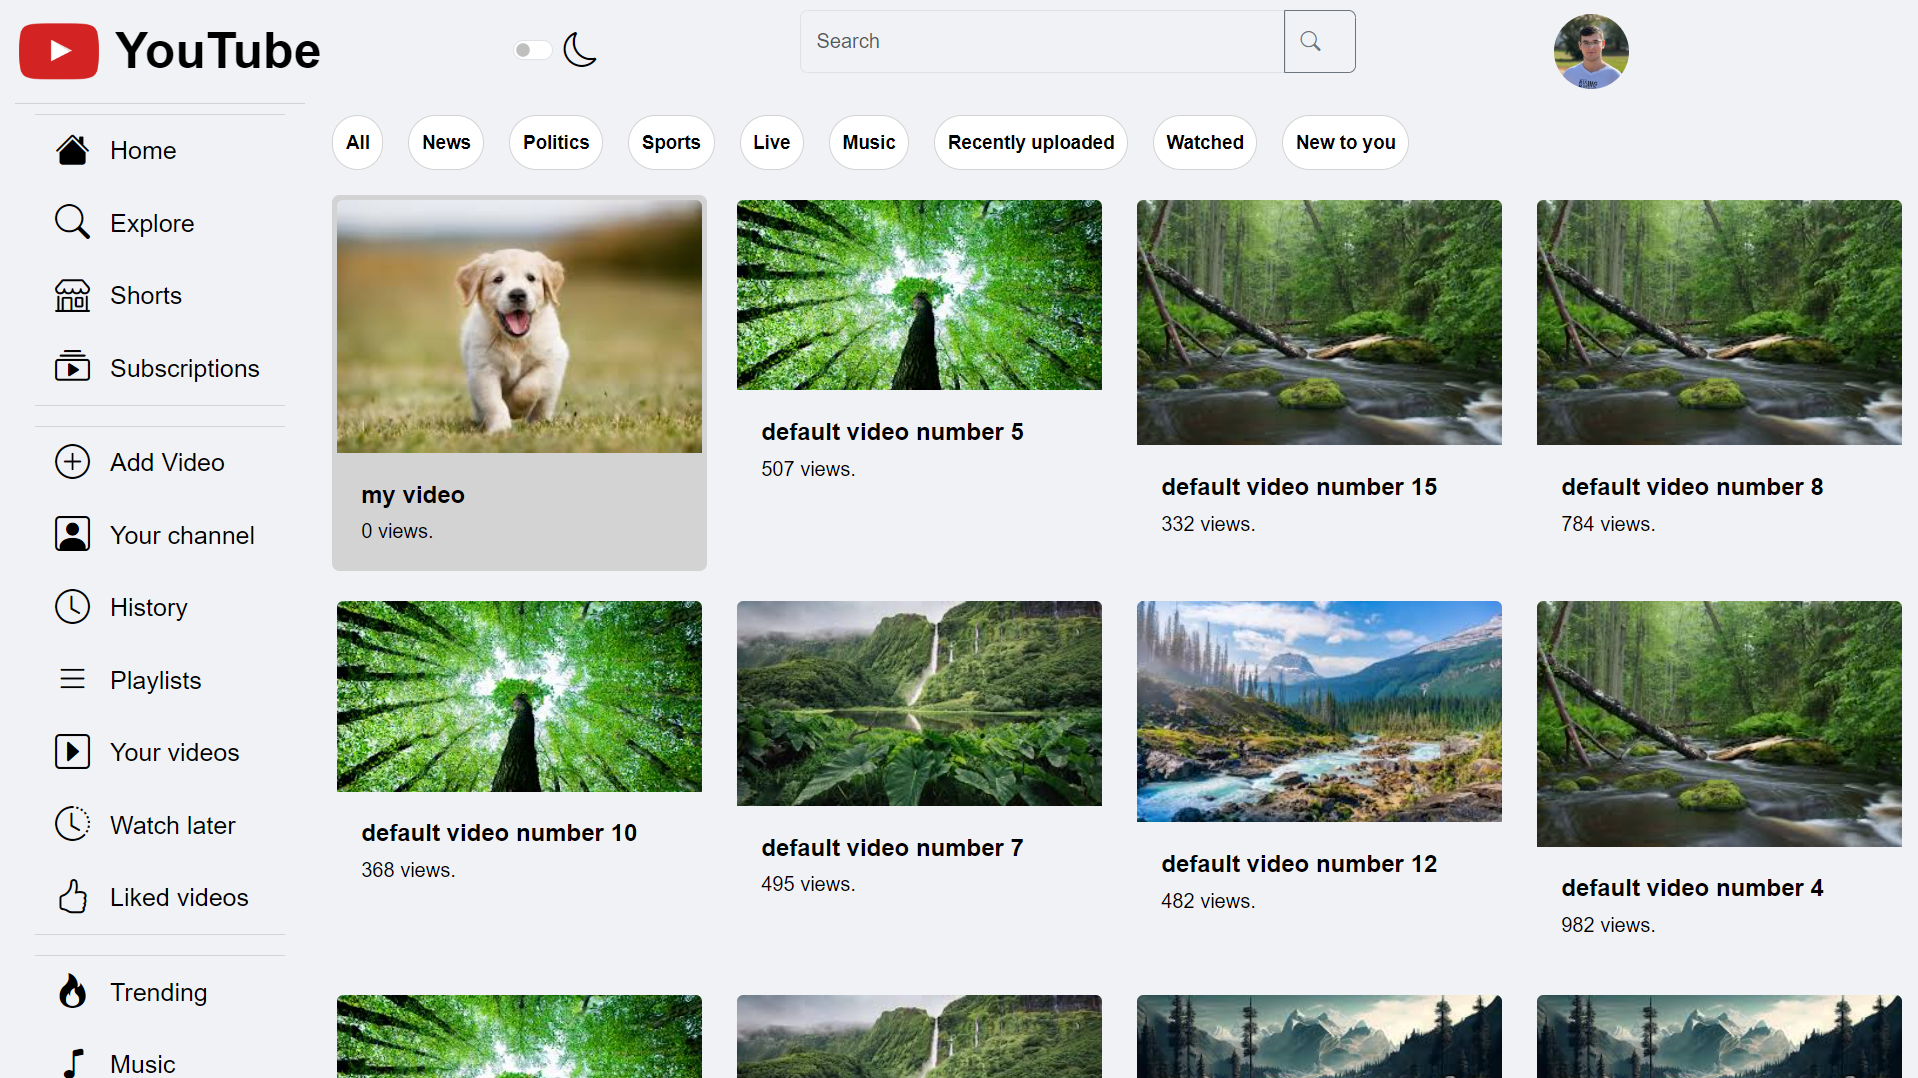 YouTube
Search
Home
Explore
Shorts
Subscriptions
Add Video
Your channel
History
Playlists
Your videos
Watch later
Liked videos
Trending
Music
All News Politics Sports Live Music Recently uploaded Watched New to you
my video
0 views.
default video number 5
507 views.
default video number 15
332 views.
default video number 8
784 views.
default video number 10
368 views.
default video number 7
495 views.
default video number 12
482 views.
default video number 4
982 views.